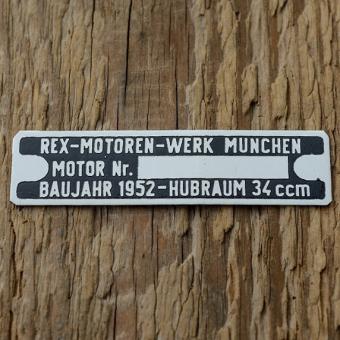 REX-MOTOREN-WERK MUNCHEN
MOTOR Nr.
BAUJAHR 1952-HUBRAUM 34 ccm